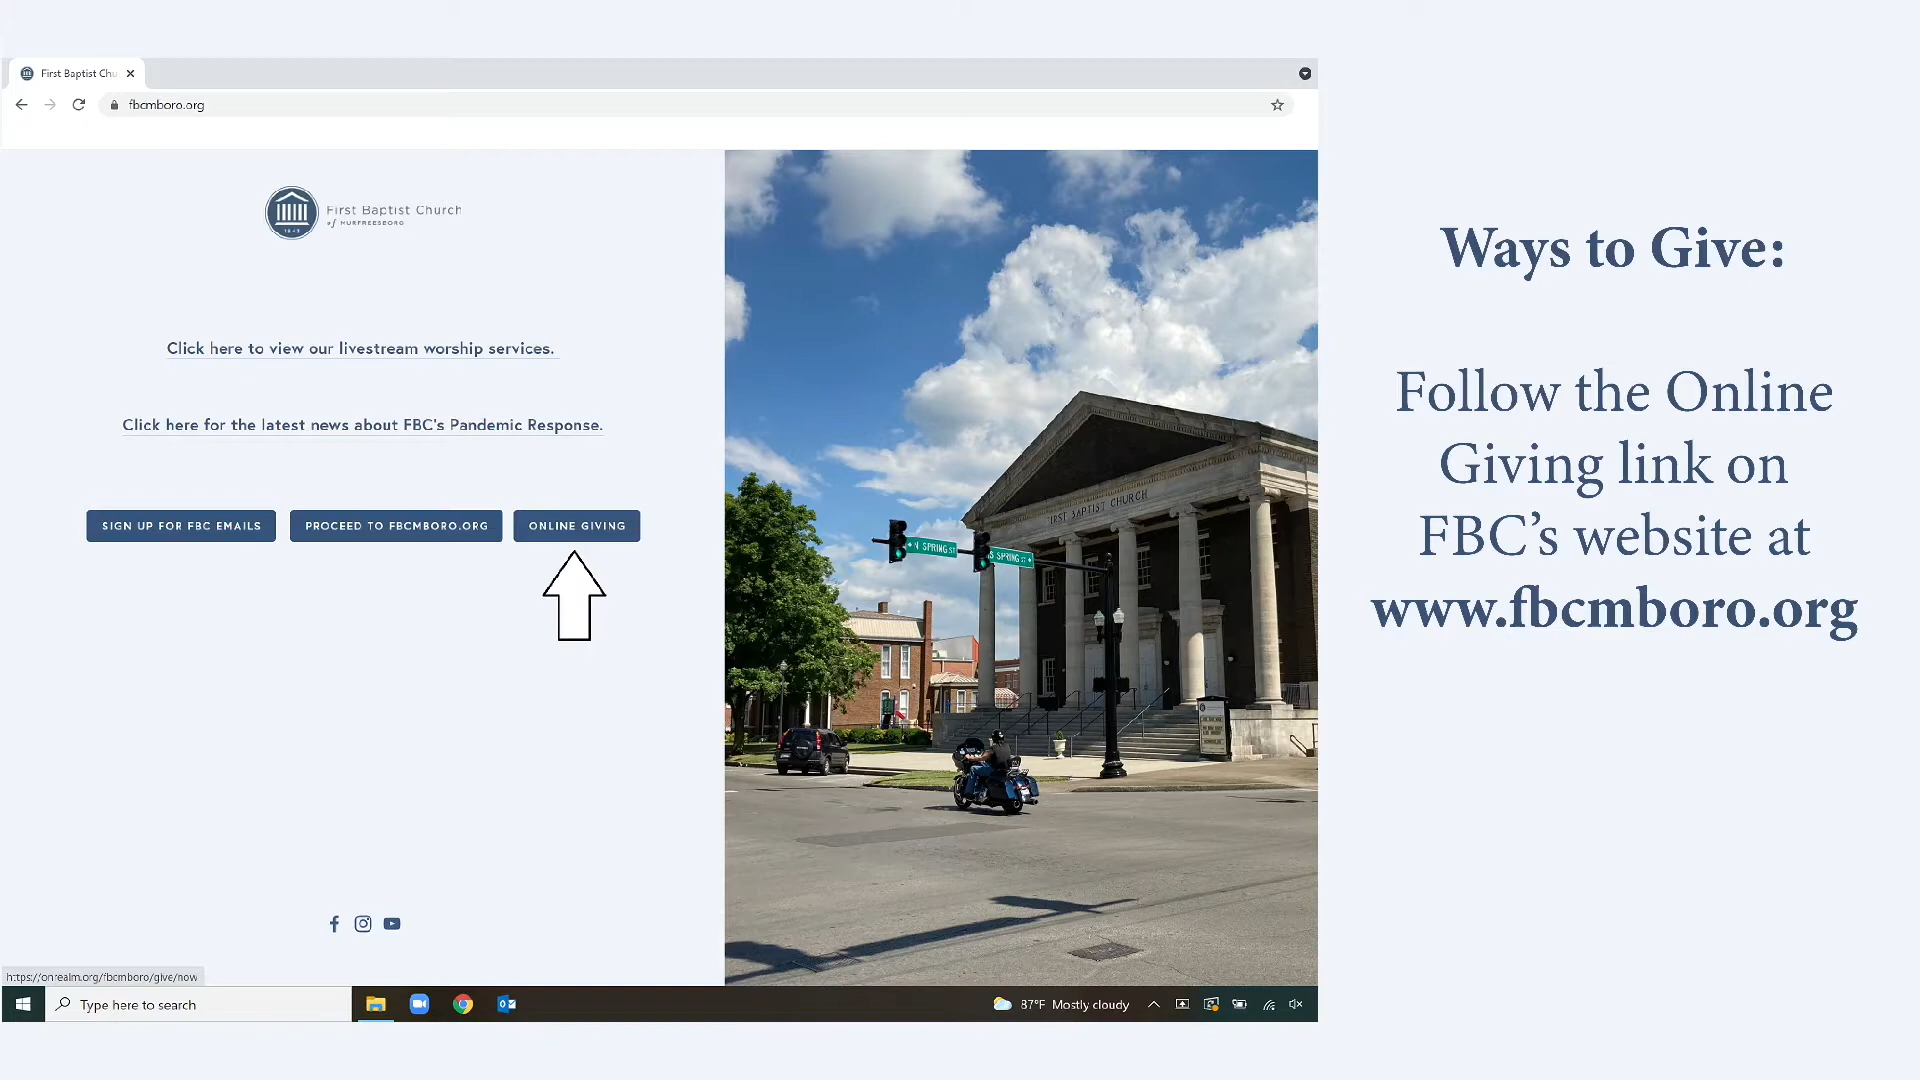 First Baptist Chu
fbcmboro.org
First Baptist Church
of MURFREESBORO
1843
Click here to view our livestream worship services.
Click here for the latest news about FBC's Pandemic Response.
SIGN UP FOR FBC EMAILS
PROCEED TO FBCMBORO.ORG
ONLINE GIVING
FIRST BAPTIST CHURCH
N SPRING ST
S SPRING ST
https://onrealm.org/fbcmboro/give/now
Type here to search
87°F Mostly cloudy
Ways to Give:
Follow the Online
Giving link on
FBC’s website at
www.fbcmboro.org